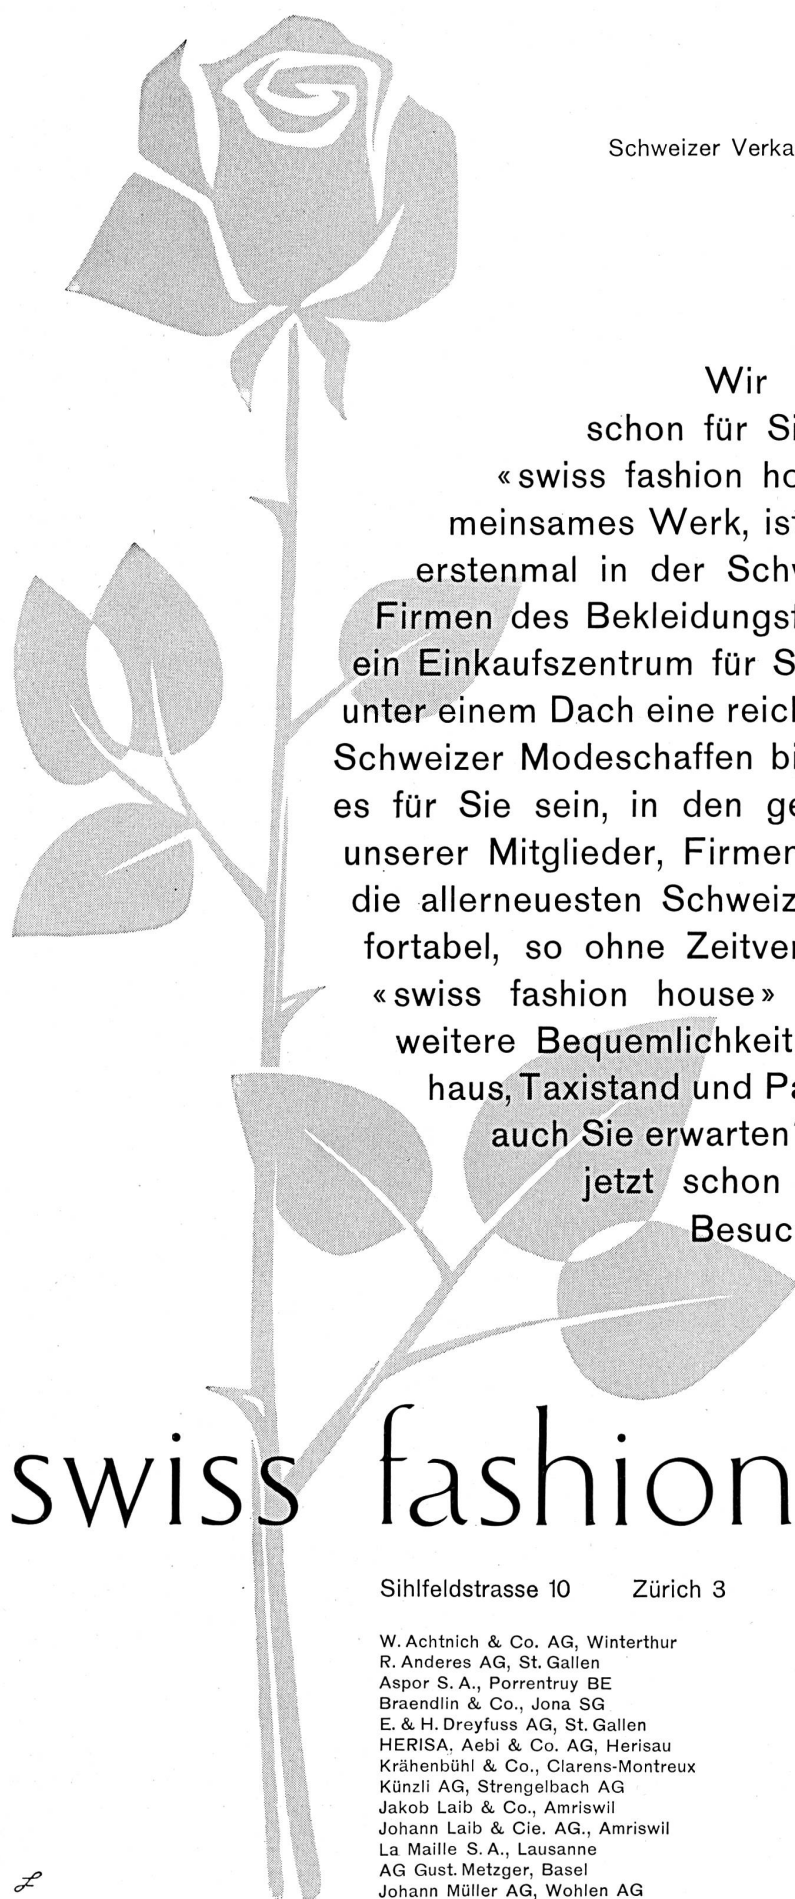 Schweizer Verka
Wir
schon für Si
«swiss fashion ho
meinsames Werk, ist
erstenmal in der Schw
Firmen des Bekleidungsf
ein Einkaufszentrum für S
unter einem Dach eine reich
Schweizer Modeschaffen bi
es für Sie sein, in den ge
unserer Mitglieder, Firmen
die allerneuesten Schweiz
fortabel, so ohne Zeitver
«swiss fashion house»
weitere Bequemlichkeit
haus, Taxistand und Pa
auch Sie erwarten
jetzt schon
Besuc
swiss fashion
Sihlfeldstrasse 10 Zürich 3
W. Achtnich & Co. AG, Winterthur
R. Anderes AG, St. Gallen
Aspor S. A., Porrentruy BE
Braendlin & Co., Jona SG
E. & H. Dreyfuss AG, St. Gallen
HERISA, Aebi & Co. AG, Herisau
Krähenbühl & Co., Clarens-Montreux
Künzli AG, Strengelbach AG
Jakob Laib & Co., Amriswil
Johann Laib & Cie. AG., Amriswil
La Maille S. A., Lausanne
AG Gust. Metzger, Basel
Johann Müller AG, Wohlen AG